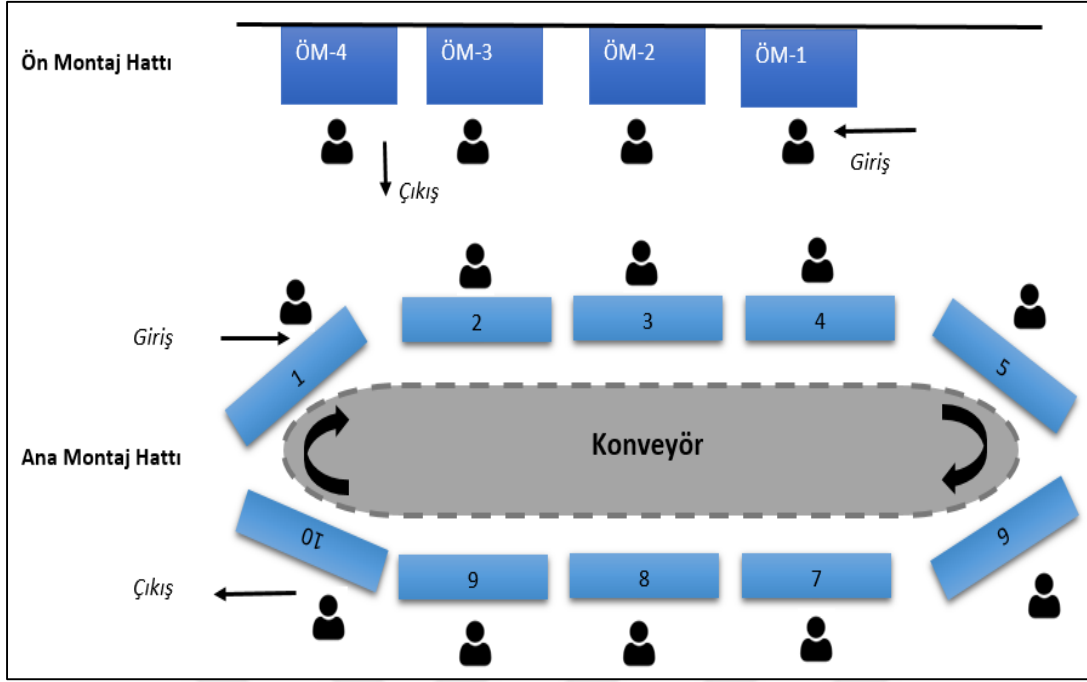 Ön Montaj Hattı
ÖM-4
ÖM-3
ÖM-2
ÖM-1
Giriş
Çıkış
Giriş
1
2
3
4
5
Ana Montaj Hattı
Konveyör
10
9
8
7
6
Çıkış